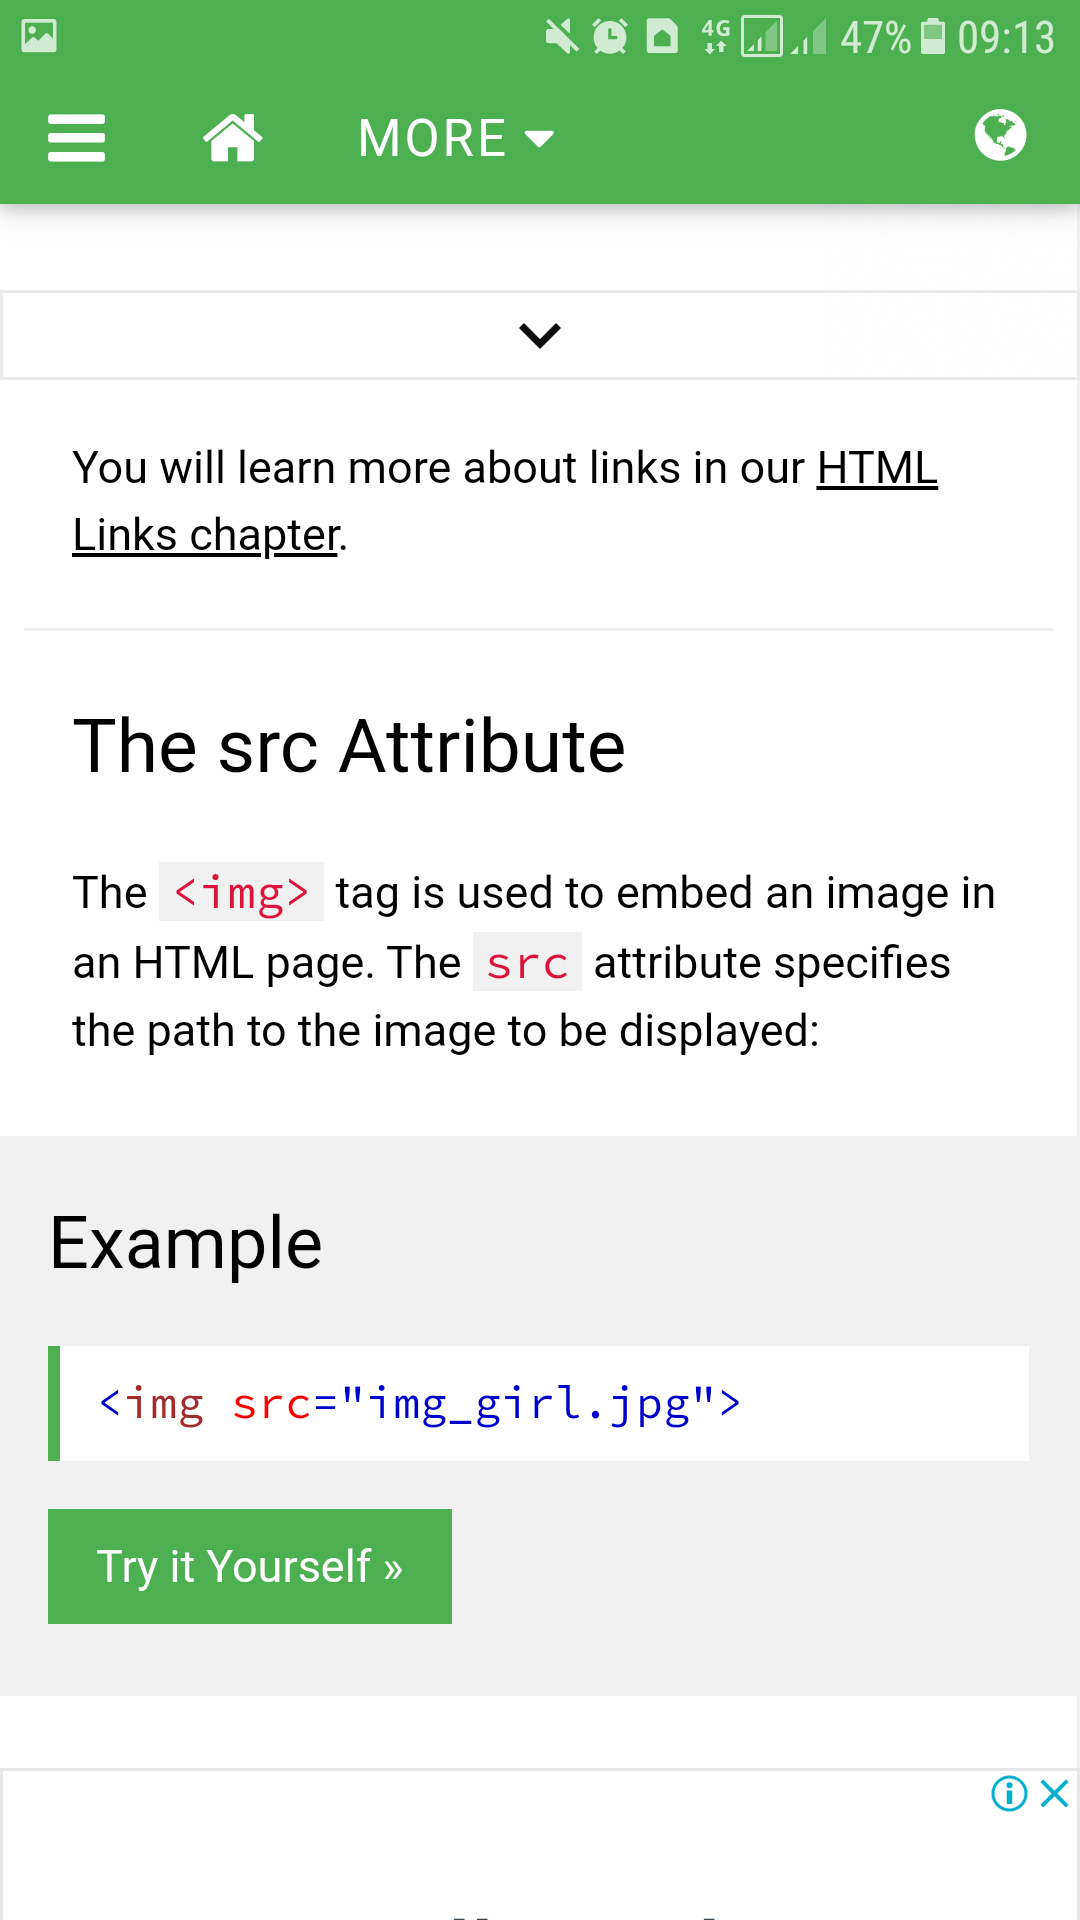 4G 47% 09:13
MORE
You will learn more about links in our HTML
Links chapter.
The src Attribute
The <img> tag is used to embed an image in
an HTML page. The src attribute specifies
the path to the image to be displayed:
Example
<img src="img_girl.jpg">
Try it Yourself »